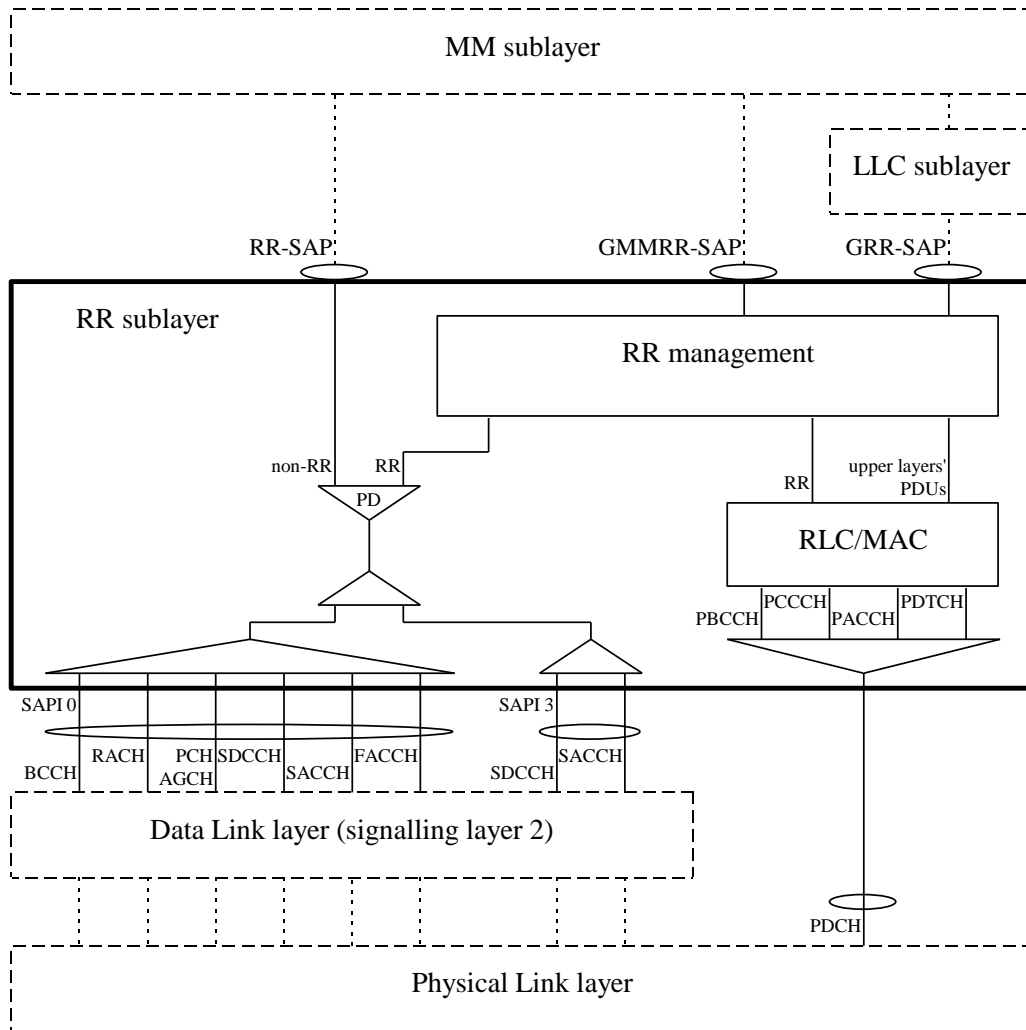 MM sublayer
LLC sublayer
RR-SAP
GMMRR-SAP
GRR-SAP
RR sublayer
RR management
non-RR
RR
PD
RR
upper layers'
PDUs
RLC/MAC
PBCCH
PCCCH
PACCH
PDTCH
SAPI 0
SAPI 3
BCCH
RACH
PCH
AGCH
SDCCH
SACCH
FACCH
SDCCH
SACCH
Data Link layer (signalling layer 2)
PDCH
Physical Link layer